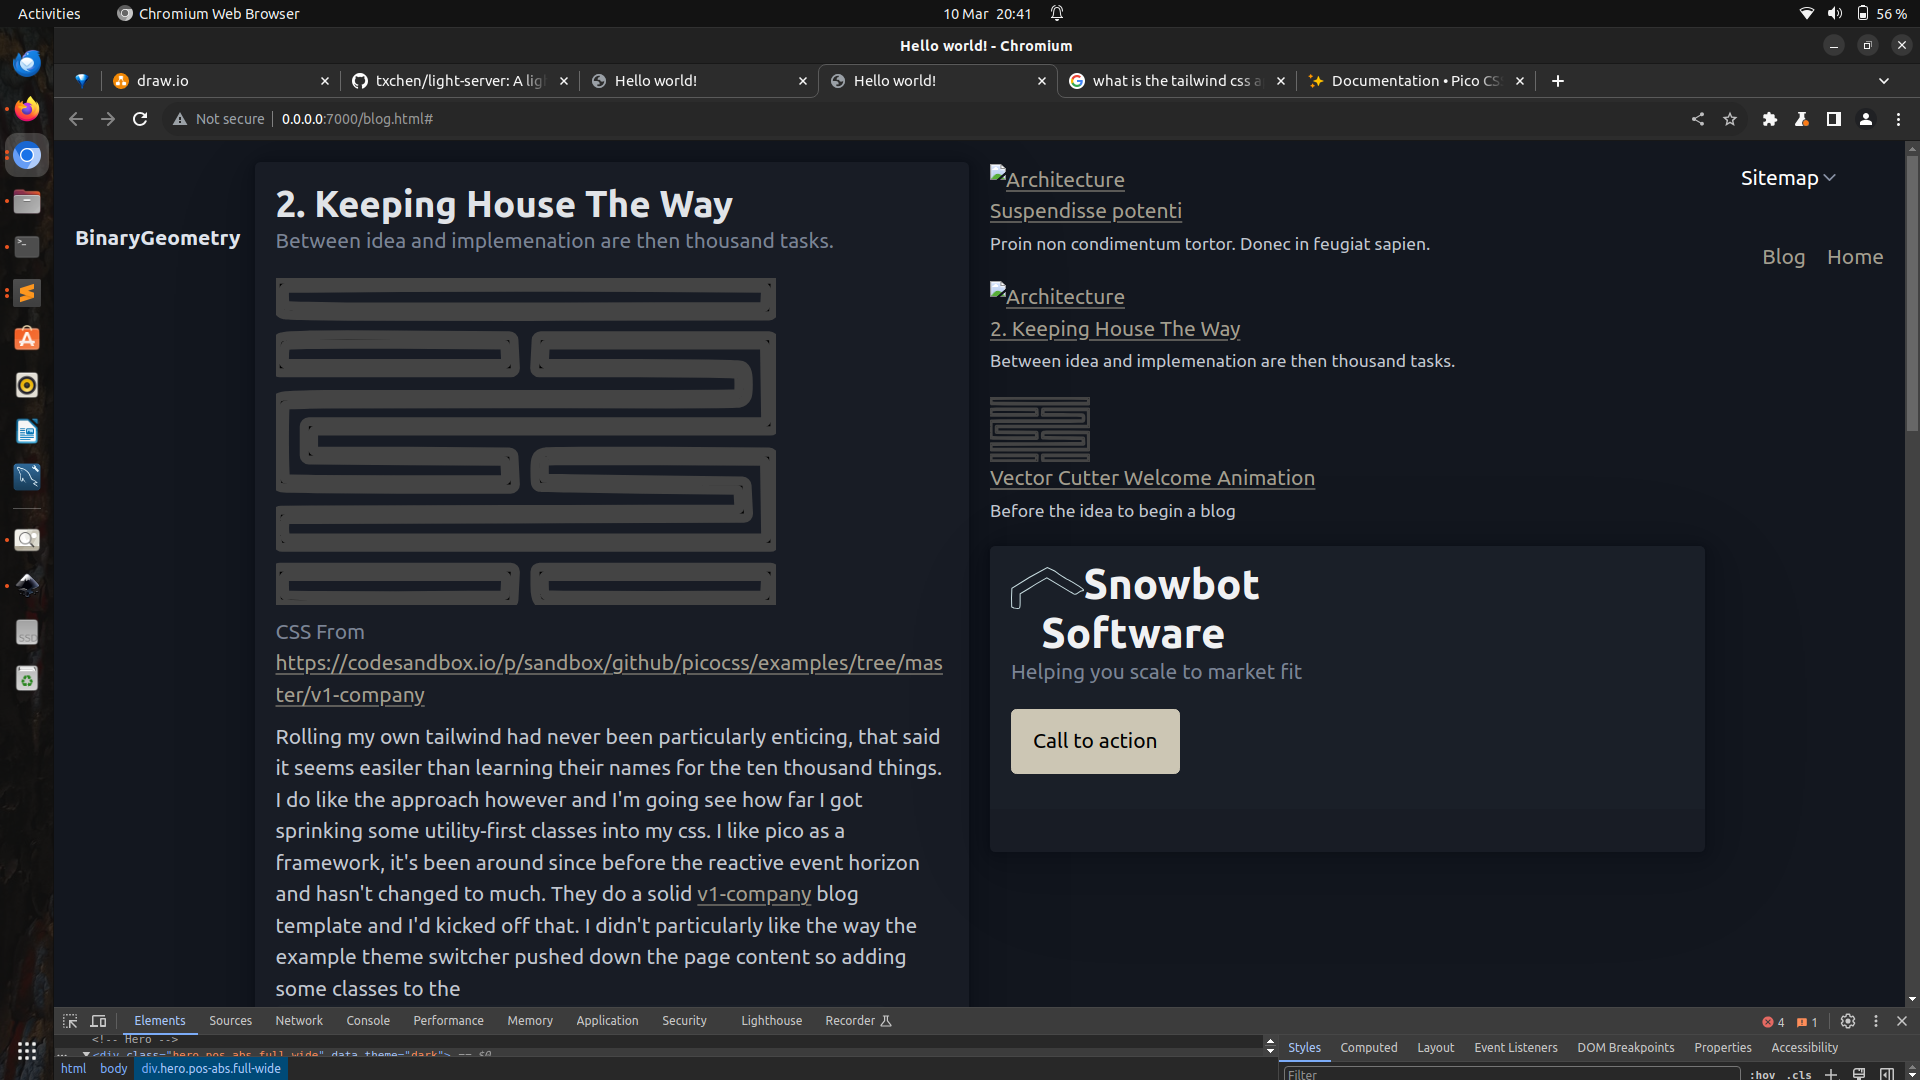 Activities
Chromium Web Browser
10 Mar 20:41
56 %
Hello world! - Chromium
draw.io
txchen/light-server: A lig
Hello world!
Hello world!
what is the tailwind css a
Documentation • Pico CS
Not secure
0.0.0.0:7000/blog.html#
BinaryGeometry
2. Keeping House The Way
Between idea and implemenation are then thousand tasks.
CSS From
https://codesandbox.io/p/sandbox/github/picocss/examples/tree/mas
ter/v1-company
Rolling my own tailwind had never been particularly enticing, that said
it seems easiler than learning their names for the ten thousand things.
I do like the approach however and I'm going see how far I got
sprinking some utility-first classes into my css. I like pico as a
framework, it's been around since before the reactive event horizon
and hasn't changed to much. They do a solid v1-company blog
template and I'd kicked off that. I didn't particularly like the way the
example theme switcher pushed down the page content so adding
some classes to the
Architecture
Suspendisse potenti
Proin non condimentum tortor. Donec in feugiat sapien.
Architecture
2. Keeping House The Way
Between idea and implemenation are then thousand tasks.
Vector Cutter Welcome Animation
Before the idea to begin a blog
Snowbot
Software
Helping you scale to market fit
Call to action
Sitemap
Blog
Home
SSD
Elements
Sources
Network
Console
Performance
Memory
Application
Security
Lighthouse
Recorder
4
1
<!-- Hero -->
<div class="hero pos-abs full-wide" data-theme="dark"> == $0
html
body
div.hero.pos-abs.full-wide
Styles
Computed
Layout
Event Listeners
DOM Breakpoints
Properties
Accessibility
Filter
:hov
.cls